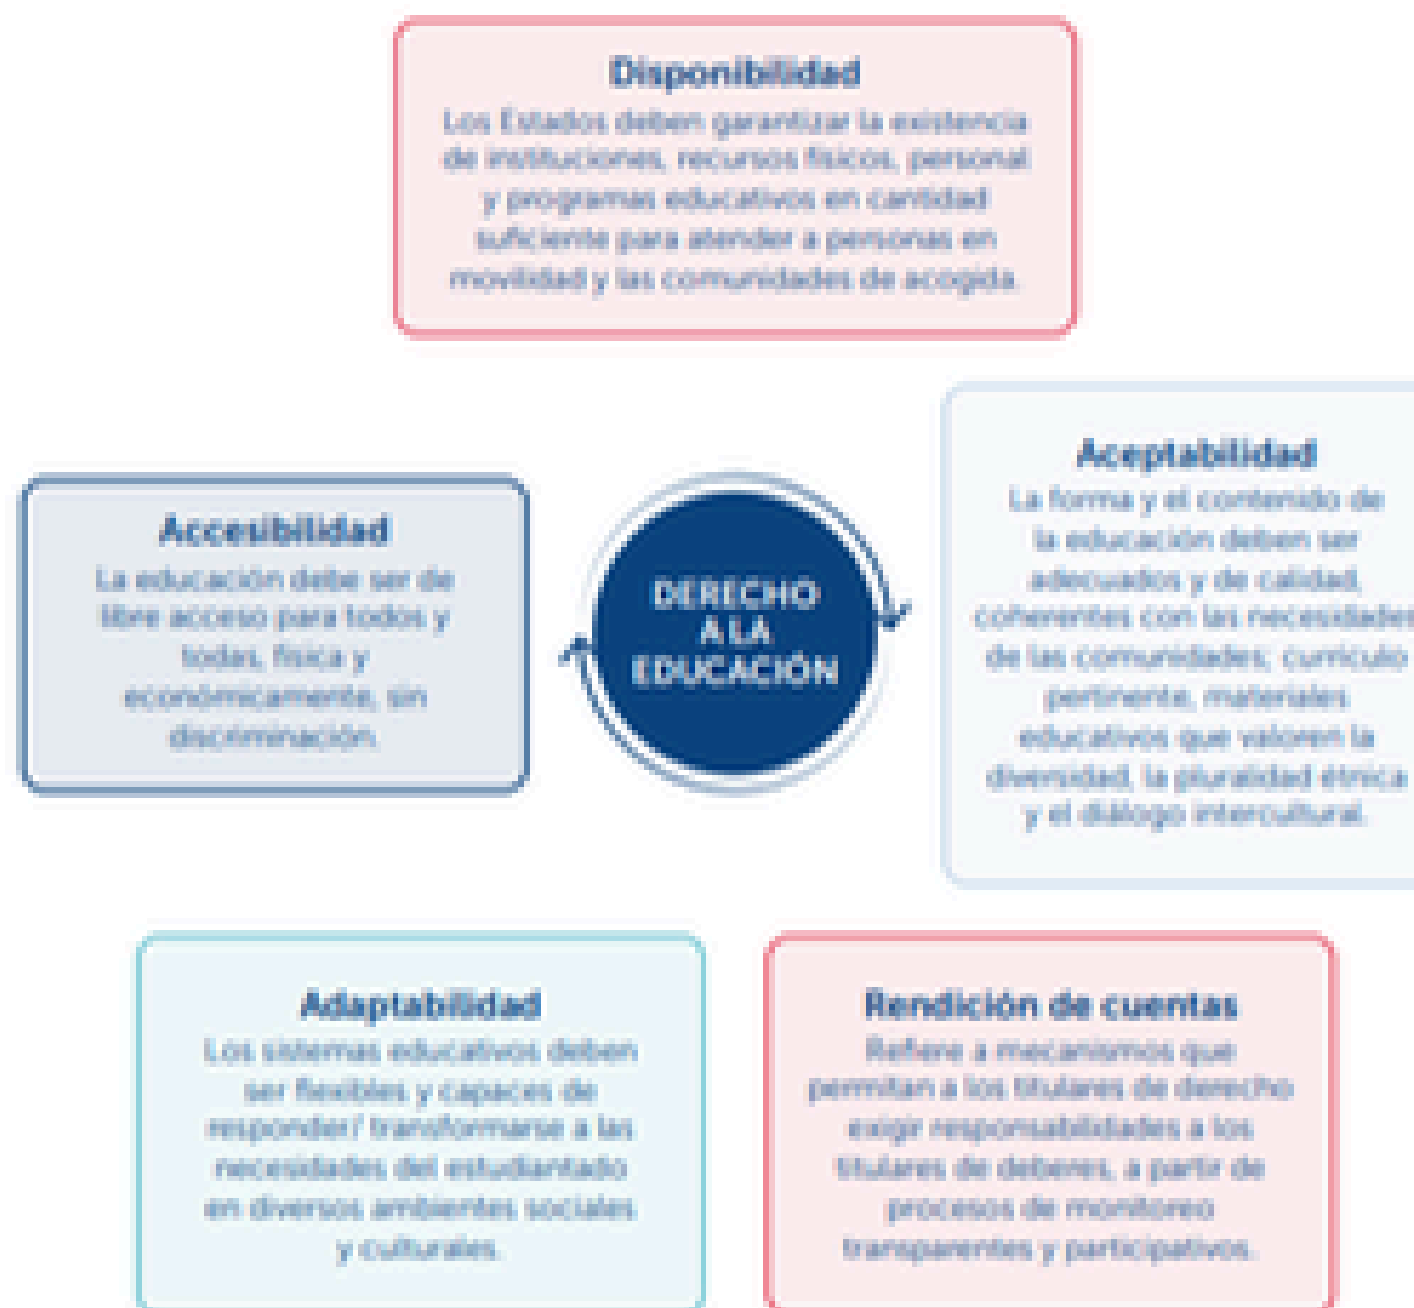 Disponibilidad
Los Estados deben garantizar la existencia
de instituciones, recursos físicos, personal
y programas educativos en cantidad
suficiente para atender a personas en
movilidad y las comunidades de acogida.
Accesibilidad
La educación debe ser de
libre acceso para todos y
todas, física y
económicamente, sin
discriminación.
DERECHO
A LA
EDUCACIÓN
Aceptabilidad
La forma y el contenido de
la educación deben ser
adecuados y de calidad,
coherentes con las necesidades
de las comunidades; currículo
pertinente, materiales
educativos que valoren la
diversidad, la pluralidad étnica
y el diálogo intercultural.
Adaptabilidad
Los sistemas educativos deben
ser flexibles y capaces de
responder/ transformarse a las
necesidades del estudiantado
en diversos ambientes sociales
y culturales.
Rendición de cuentas
Refiere a mecanismos que
permitan a los titulares de derecho
exigir responsabilidades a los
titulares de deberes, a partir de
procesos de monitoreo
transparentes y participativos.